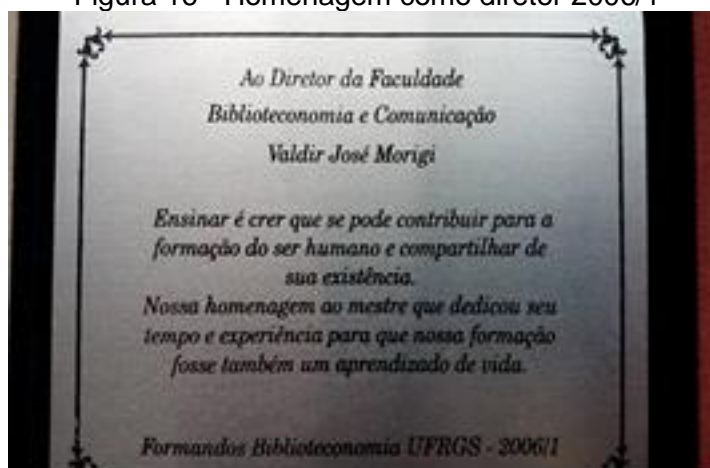 Figura 16 - Homenagem como diretor 2006/1
Ao Diretor da Faculdade
Biblioteconomia e Comunicação
Valdir José Morigi
Ensinar é crer que se pode contribuir para a
formação do ser humano e compartilhar de
sua existência.
Nossa homenagem ao mestre que dedicou seu
tempo e experiência para que nossa formação
fosse também um aprendizado de vida.
Formandos Biblioteconomia UFRGS - 2006/1